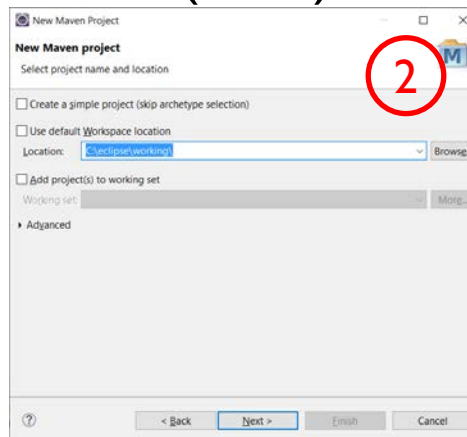 New Maven Project
New Maven project
Select project name and location
M
2
Create a simple project (skip archetype selection)
Use default Workspace location
Location: C:\eclipse\working\ Browse
Add project(s) to working set
Working set: More..
Advanced
? < Back Next > Finish Cancel